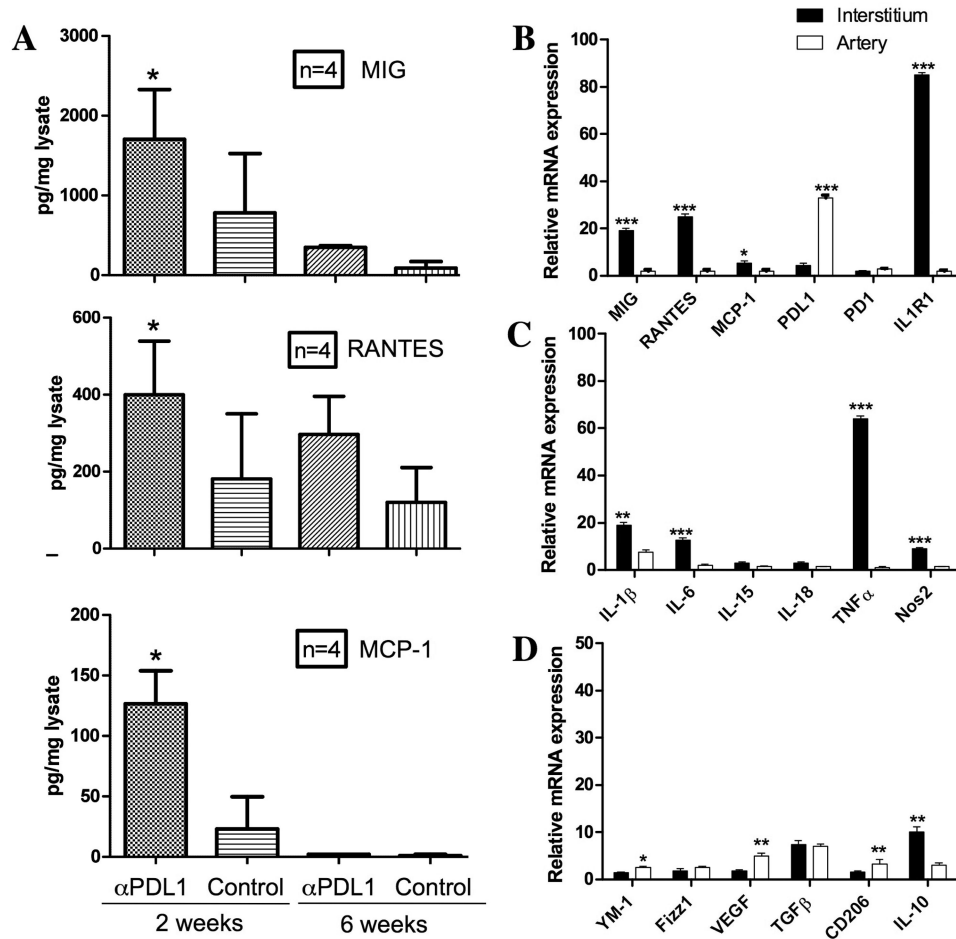 A
3000
2000
1000
0
pg/mg lysate
*
n=4 MIG
600
400
200
0
pg/mg lysate
*
n=4 RANTES
200
150
100
50
0
pg/mg lysate
*
n=4 MCP-1
αPDL1 Control αPDL1 Control
2 weeks 6 weeks
Interstitium
Artery
B
100
80
60
40
20
0
Relative mRNA expression
*** *** * *** ***
MIG RANTES MCP-1 PDL1 PD1 IL1R1
C
100
80
60
40
20
0
Relative mRNA expression
** *** *** ***
IL-1β IL-6 IL-15 IL-18 TNFα Nos2
D
50
40
30
20
10
0
Relative mRNA expression
* ** ** **
YM-1 Fizz1 VEGF TGFβ CD206 IL-10